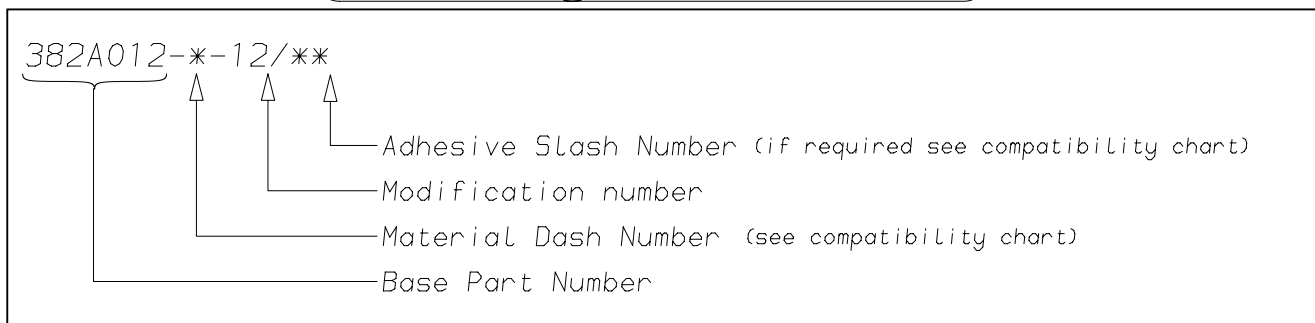 382A012-*-12/**
Adhesive Slash Number (if required see compatibility chart)
Modification number
Material Dash Number (see compatibility chart)
Base Part Number